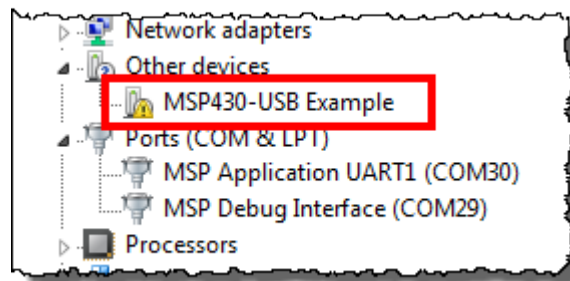 Network adapters
Other devices
MSP430-USB Example
Ports (COM & LPT)
MSP Application UART1 (COM30)
MSP Debug Interface (COM29)
Processors